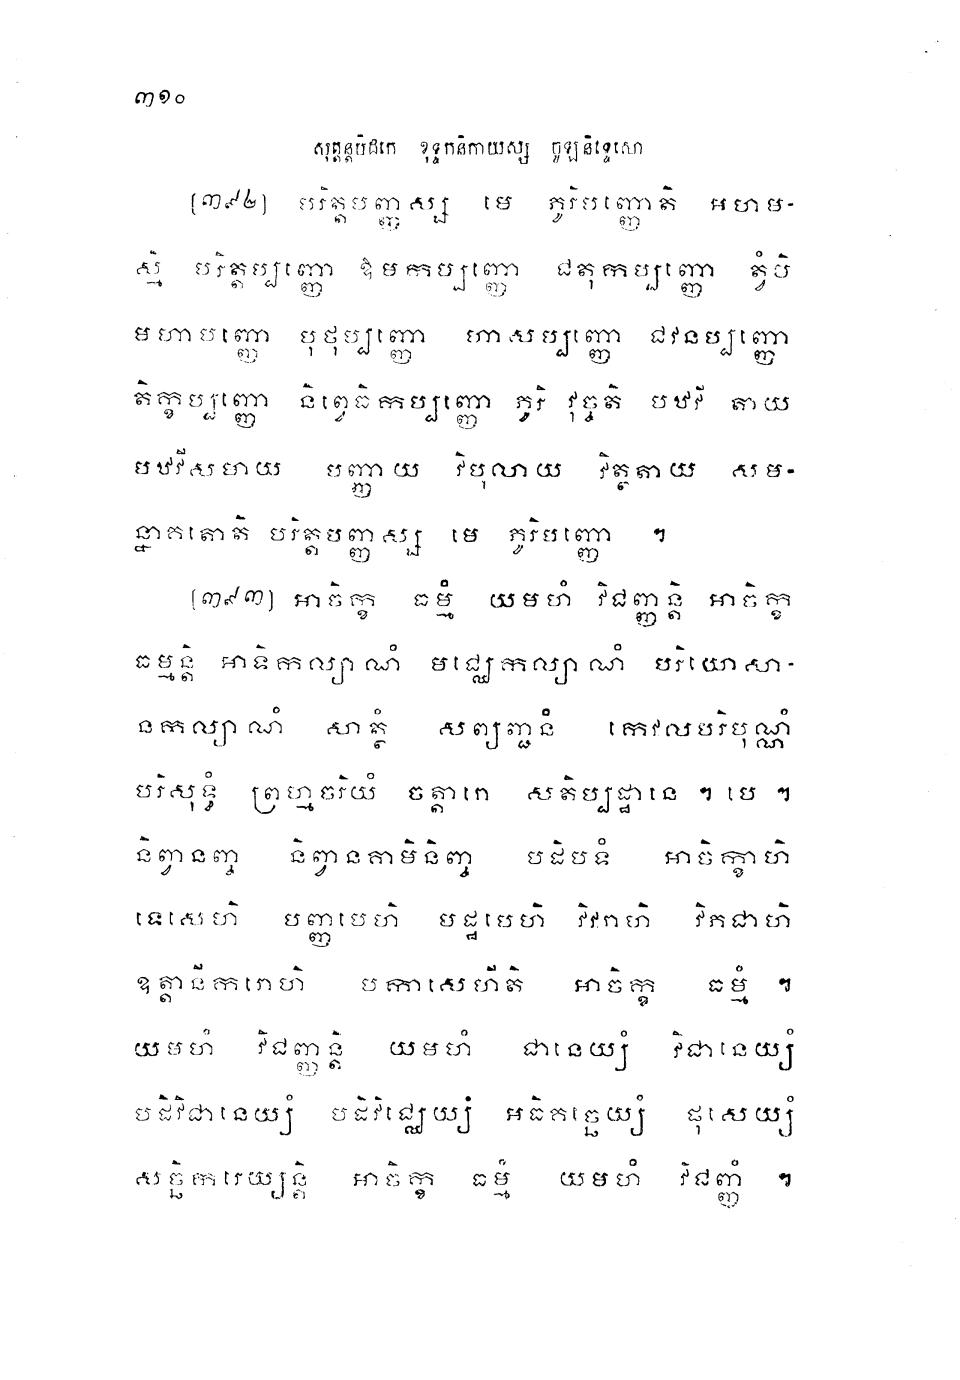 ៣១០
សុត្តន្តបិដកេ ខុទ្ទកនិកាយស្ស ចូឡនិទ្ទេសោ
(៣៩២) បរិត្តបញ្ញស្ស មេ ភូរិបញ្ញោតិ អហម-
ស្មិ បរិត្តប្បញ្ញោ ឱមកប្បញ្ញោ ជតុកប្បញ្ញោ ត្វំបិ
មហាបញ្ញោ បុថុប្បញ្ញោ ហាសប្បញ្ញោ ជវនប្បញ្ញោ
តិក្ខប្បញ្ញោ និព្វេធិកប្បញ្ញោ ភូរិ វុច្ចតិ បឋវី តាយ
បឋវីសមាយ បញ្ញាយ វិបុលាយ វិត្ថតាយ សម-
ន្នាគតោតិ បរិត្តបញ្ញស្ស មេ ភូរិបញ្ញោ ។
(៣៩៣) អាចិក្ខ ធម្មំ យមហំ វិជញ្ញន្តិ អាចិក្ខ
ធម្មន្តិ អាទិកល្យាណំ មជ្ឈេកល្យាណំ បរិយោសា-
នកល្យាណំ សាត្ថំ សព្យញ្ជនំ កេវលបរិបុណ្ណំ
បរិសុទ្ធំ ព្រហ្មចរិយំ ចត្តារោ សតិប្បដ្ឋានេ ។ បេ ។
និព្វានញ្ច និព្វានគាមិនិញ្ច បដិបទំ អាចិក្ខាហិ
ទេសេហិ បញ្ញាបេហិ បដ្ឋបេហិ វិវរាហិ វិភជាហិ
ឧត្តានីករោហិ បកាសេហីតិ អាចិក្ខ ធម្មំ ។
យមហំ វិជញ្ញន្តិ យមហំ ជានេយ្យំ វិជានេយ្យំ
បដិវិជានេយ្យំ បដិវិជ្ឈេយ្យំ អធិគច្ឆេយ្យំ ផុសេយ្យំ
សច្ឆិករេយ្យន្តិ អាចិក្ខ ធម្មំ យមហំ វិជញ្ញំ ។